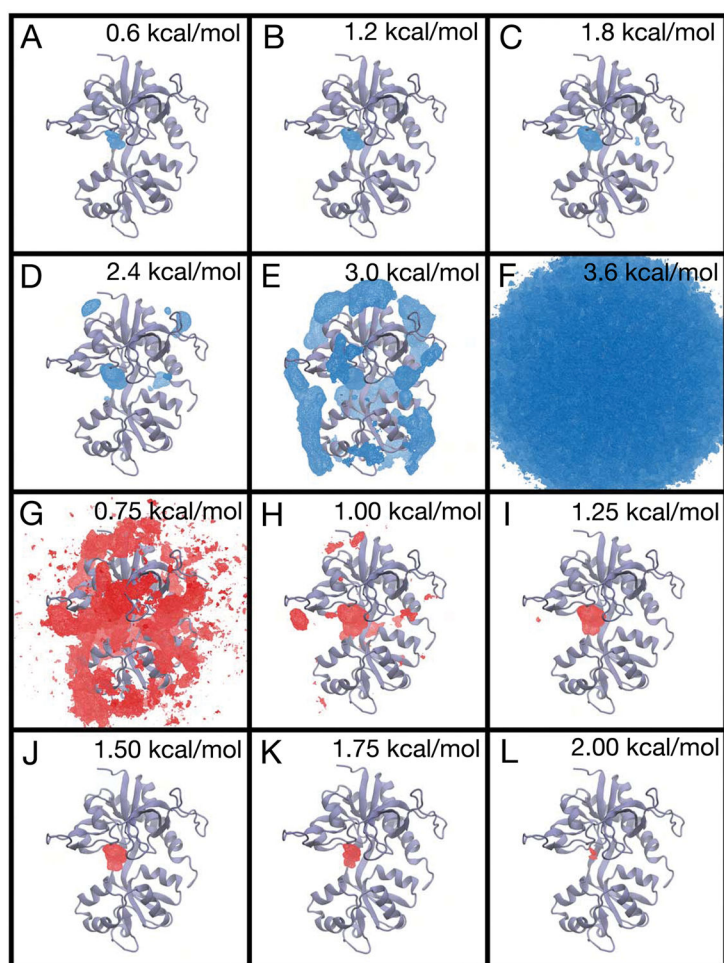 A 0.6 kcal/mol
B 1.2 kcal/mol
C 1.8 kcal/mol
D 2.4 kcal/mol
E 3.0 kcal/mol
F 3.6 kcal/mol
G 0.75 kcal/mol
H 1.00 kcal/mol
I 1.25 kcal/mol
J 1.50 kcal/mol
K 1.75 kcal/mol
L 2.00 kcal/mol